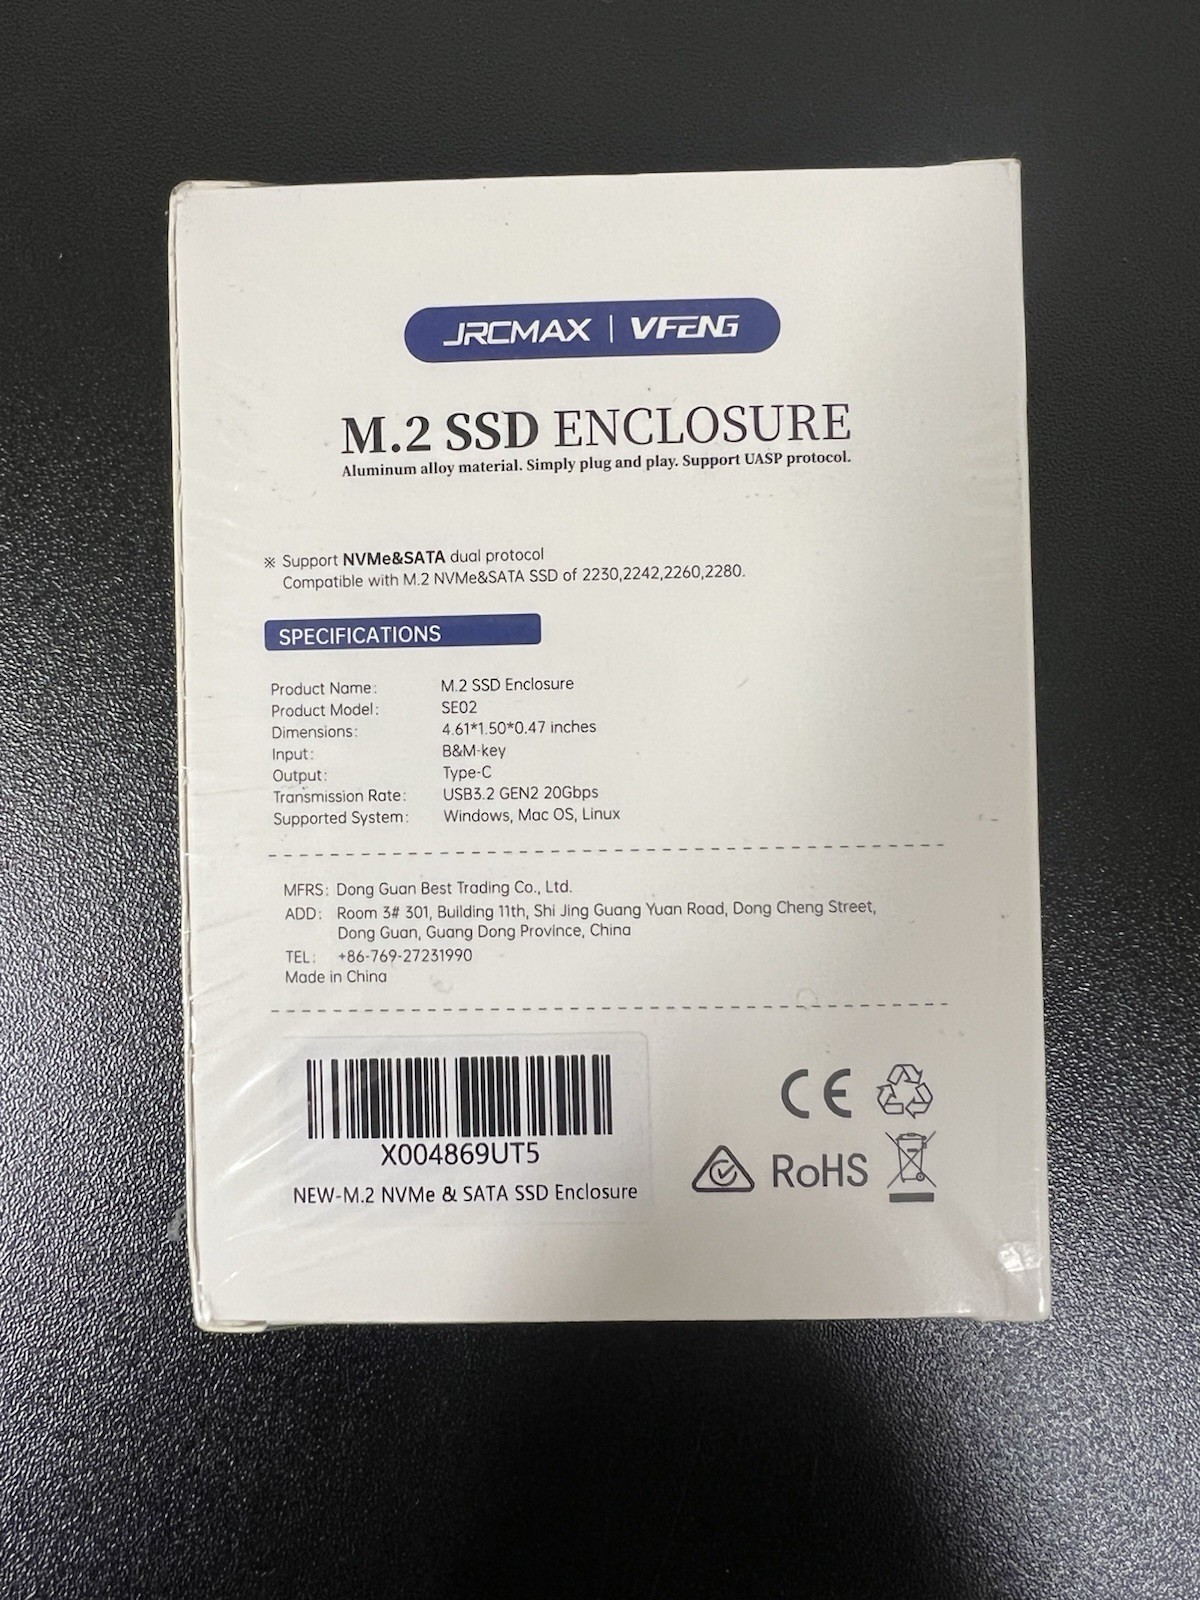 JRCMAX | VFENG
M.2 SSD ENCLOSURE
Aluminum alloy material. Simply plug and play. Support UASP protocol.
※ Support NVMe&SATA dual protocol
Compatible with M.2 NVMe&SATA SSD of 2230,2242,2260,2280.
SPECIFICATIONS
Product Name: M.2 SSD Enclosure
Product Model: SE02
Dimensions: 4.61*1.50*0.47 inches
Input: B&M-key
Output: Type-C
Transmission Rate: USB3.2 GEN2 20Gbps
Supported System: Windows, Mac OS, Linux
MFRS: Dong Guan Best Trading Co., Ltd.
ADD: Room 3# 301, Building 11th, Shi Jing Guang Yuan Road, Dong Cheng Street,
Dong Guan, Guang Dong Province, China
TEL: +86-769-27231990
Made in China
X004869UT5
NEW-M.2 NVMe & SATA SSD Enclosure
CE
RoHS